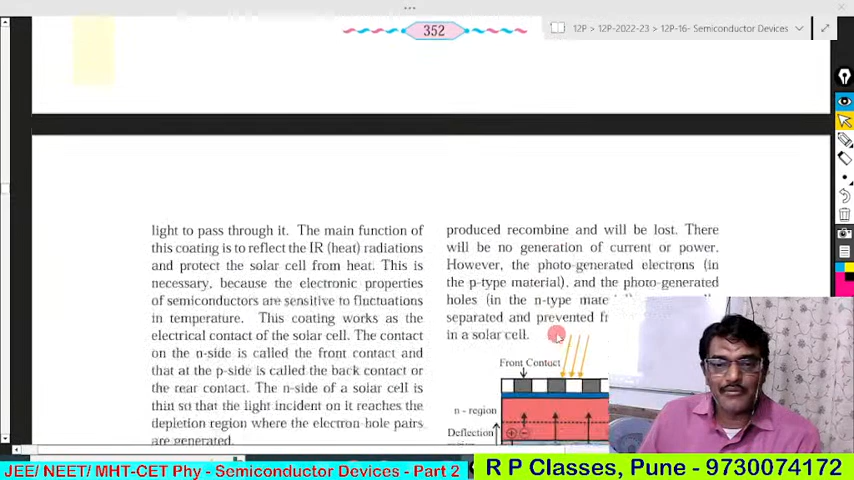 352
12P > 12P-2022-23 > 12P-16- Semiconductor Devices
light to pass through it. The main function of
this coating is to reflect the IR (heat) radiations
and protect the solar cell from heat. This is
necessary, because the electronic properties
of semiconductors are sensitive to fluctuations
in temperature. This coating works as the
electrical contact of the solar cell. The contact
on the n-side is called the front contact and
that at the p-side is called the back contact or
the rear contact. The n-side of a solar cell is
thin so that the light incident on it reaches the
depletion region where the electron-hole pairs
are generated.
produced recombine and will be lost. There
will be no generation of current or power.
However, the photo-generated electrons (in
the p-type material), and the photo-generated
holes (in the n-type
separated and prevented
in a solar cell.
Front Contact
n - region
Deflection
JEE/ NEET/ MHT-CET Phy - Semiconductor Devices - Part 2
R P Classes, Pune - 9730074172